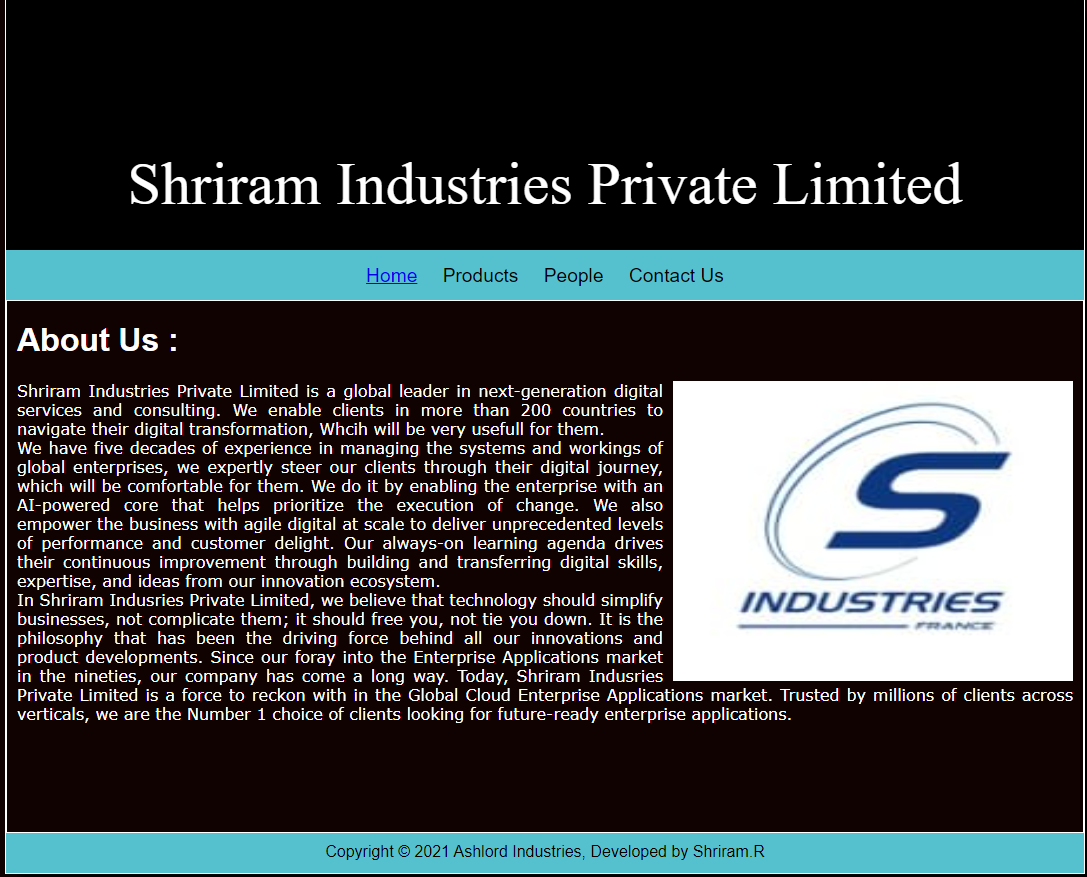 Shriram Industries Private Limited
Home Products People Contact Us
About Us :
Shriram Industries Private Limited is a global leader in next-generation digital
services and consulting. We enable clients in more than 200 countries to
navigate their digital transformation, Whcih will be very usefull for them.
We have five decades of experience in managing the systems and workings of
global enterprises, we expertly steer our clients through their digital journey,
which will be comfortable for them. We do it by enabling the enterprise with an
AI-powered core that helps prioritize the execution of change. We also
empower the business with agile digital at scale to deliver unprecedented levels
of performance and customer delight. Our always-on learning agenda drives
their continuous improvement through building and transferring digital skills,
expertise, and ideas from our innovation ecosystem.
In Shriram Indusries Private Limited, we believe that technology should simplify
businesses, not complicate them; it should free you, not tie you down. It is the
philosophy that has been the driving force behind all our innovations and
product developments. Since our foray into the Enterprise Applications market
in the nineties, our company has come a long way. Today, Shriram Indusries
Private Limited is a force to reckon with in the Global Cloud Enterprise Applications market. Trusted by millions of clients across
verticals, we are the Number 1 choice of clients looking for future-ready enterprise applications.
S
INDUSTRIES
FRANCE
Copyright © 2021 Ashlord Industries, Developed by Shriram.R